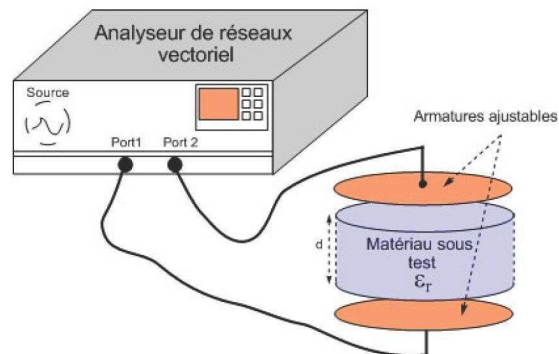 Analyseur de réseaux
vectoriel
Source
Port1
Port 2
Armatures ajustables
d
Matériau sous
test
εr